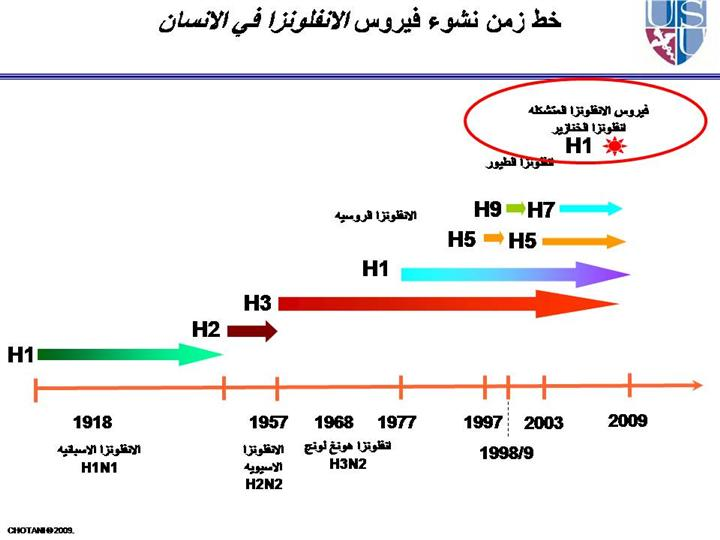 خط زمن نشوء فيروس الانفلونزا في الانسان
فيروس الانفلونزا المتشكله
انفلونزا الخنازير
H1
انفلونزا الطيور
H9 H7
الانفلونزا الروسيه
H5 H5
H1
H3
H2
H1
1918 1957 1968 1977 1997 2003 2009
1998/9
الانفلونزا الاسبانيه
H1N1
الانفلونزا
الاسيويه
H2N2
انفلونزا هونغ لونج
H3N2
CHOTANI© 2009.